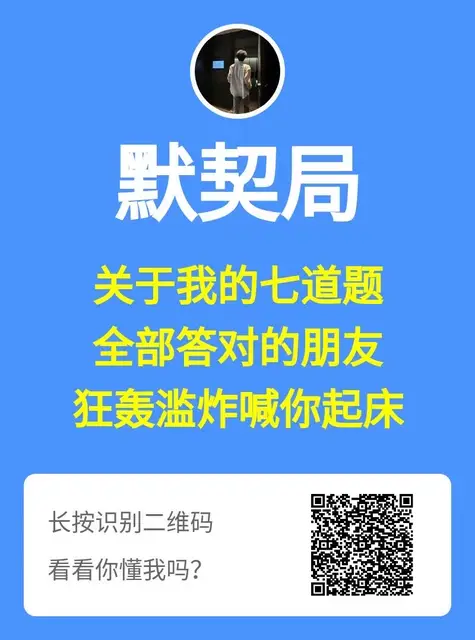 默契局
关于我的七道题
全部答对的朋友
狂轰滥炸喊你起床
长按识别二维码
看看你懂我吗？